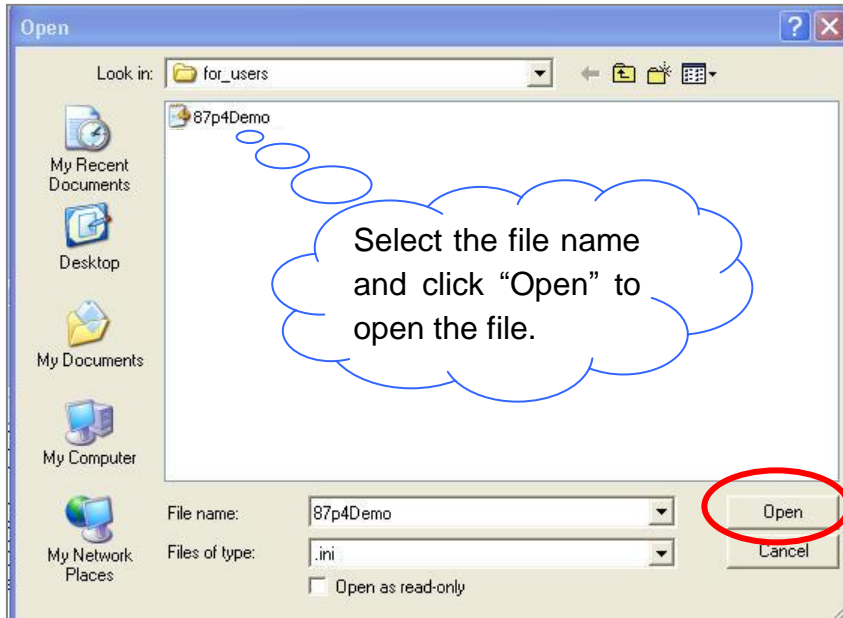 Open
Look in: for_users
87p4Demo
My Recent
Documents
Desktop
My Documents
My Computer
My Network
Places
Select the file name
and click “Open” to
open the file.
File name: 87p4Demo Open
Files of type: .ini Cancel
Open as read-only